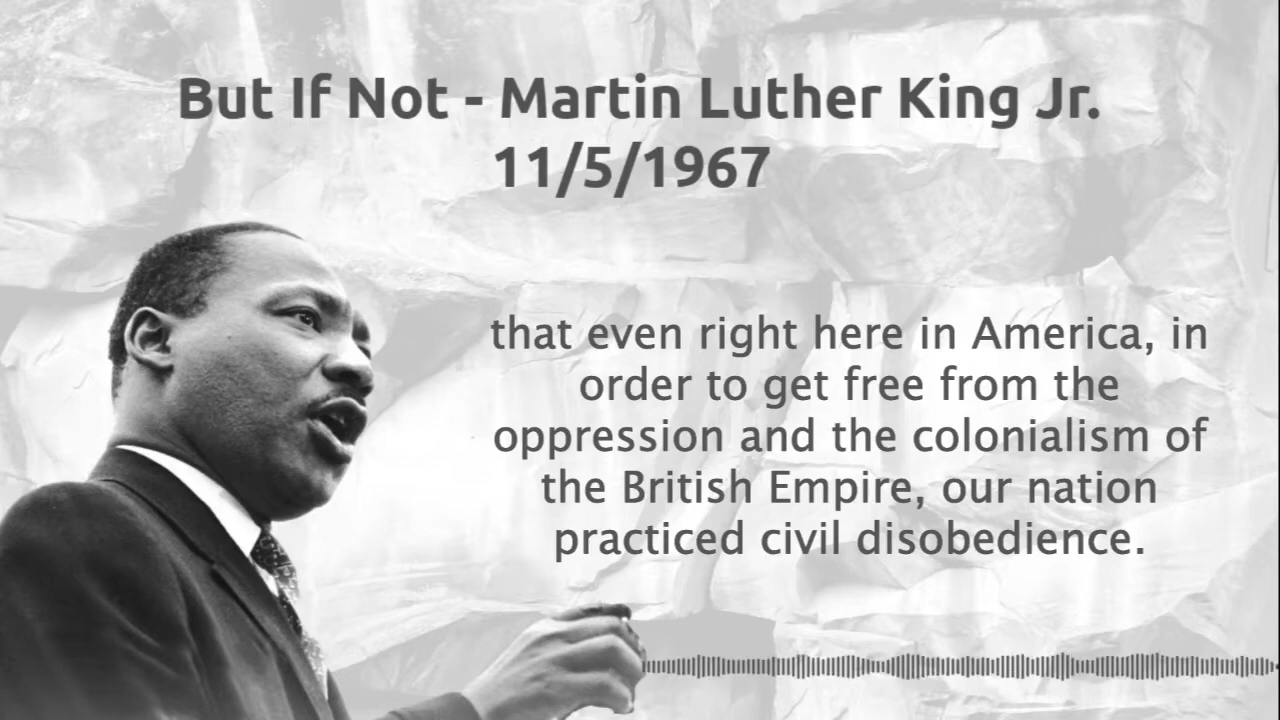 But If Not - Martin Luther King Jr.
11/5/1967
that even right here in America, in
order to get free from the
oppression and the colonialism of
the British Empire, our nation
practiced civil disobedience.